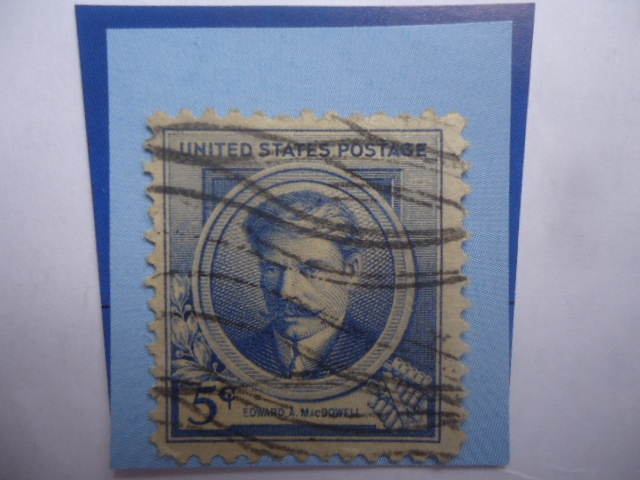 UNITED STATES POSTAGE
5¢
EDWARD A. MACDOWELL